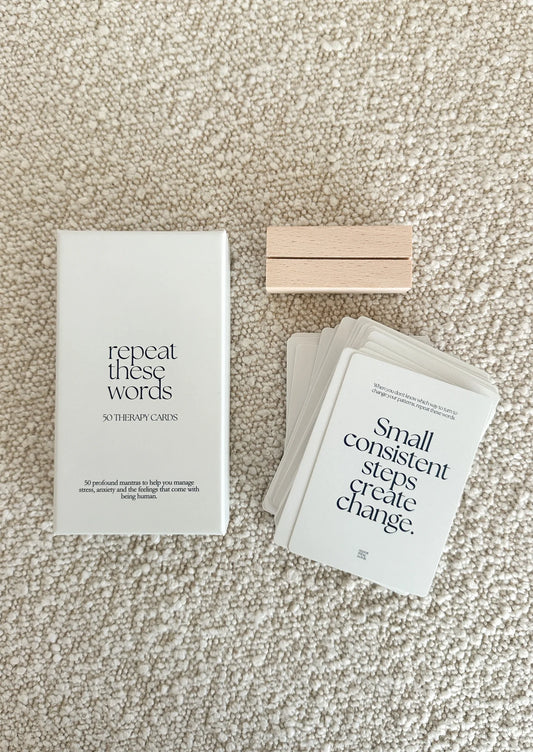 repeat
these
words
50 THERAPY CARDS
50 profound mantras to help you manage
stress, anxiety and the feelings that come with
being human.
When you don't know which way to turn to
change your patterns, repeat these words.
Small
consistent
steps
create
change.